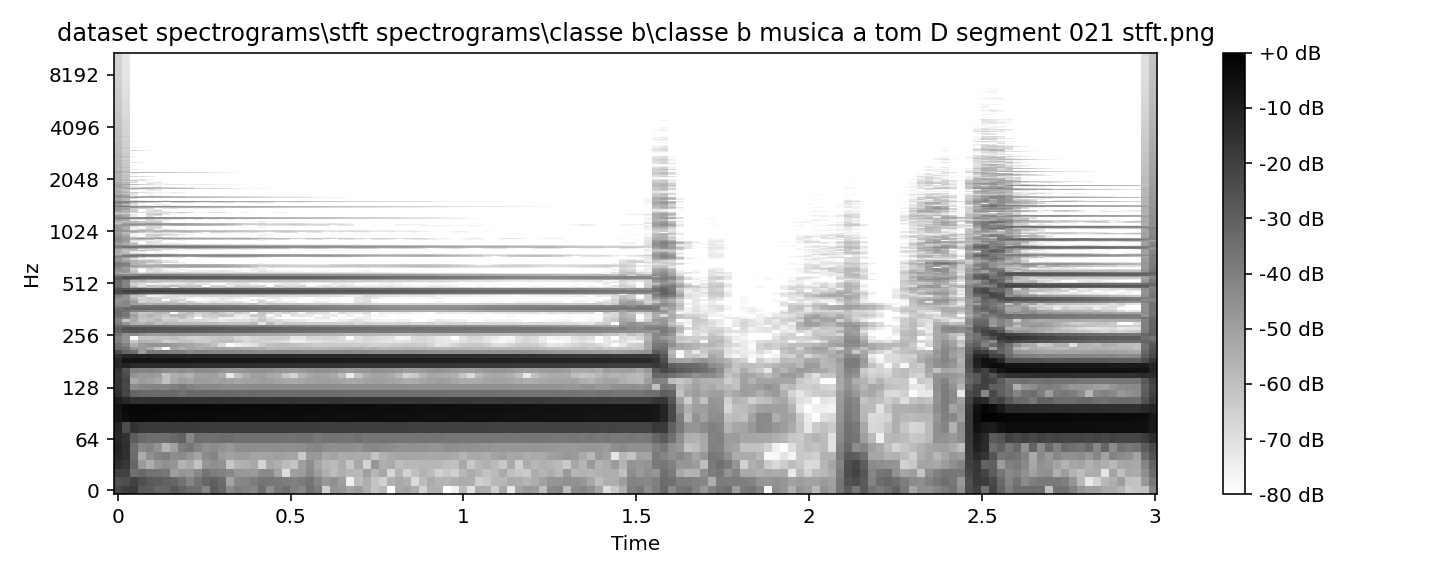 dataset spectrograms\stft spectrograms\classe b\classe b musica a tom D segment 021 stft.png
8192
4096
2048
1024
512
256
128
64
0
Hz
0
0.5
1
1.5
2
2.5
3
Time
+0 dB
-10 dB
-20 dB
-30 dB
-40 dB
-50 dB
-60 dB
-70 dB
-80 dB